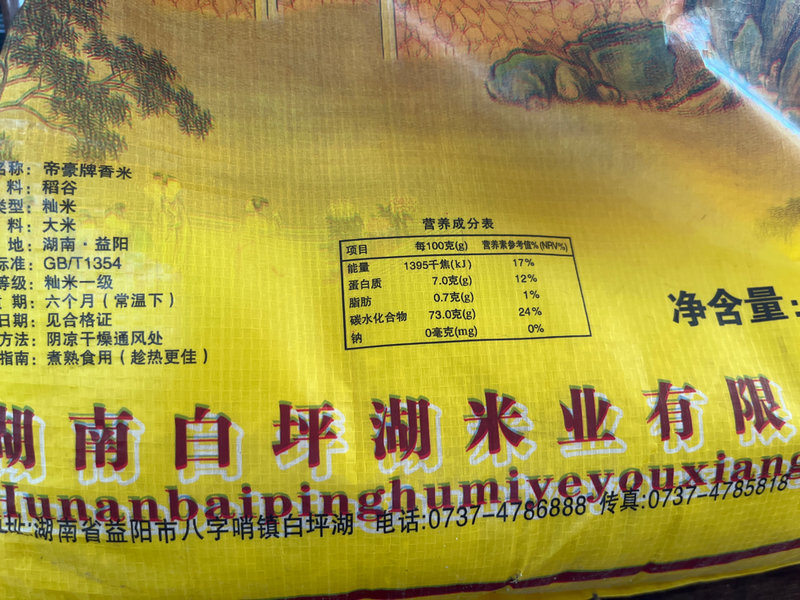 名称：帝豪牌香米
料：稻谷
类型：籼米
料：大米
地：湖南·益阳
标准：GB/T1354
等级：籼米一级
期：六个月（常温下）
日期：见合格证
方法：阴凉干燥通风处
指南：煮熟食用（趁热更佳）
营养成分表
项目 每100克(g) 营养素参考值%(NRV%)
能量 1395千焦(kJ) 17%
蛋白质 7.0克(g) 12%
脂肪 0.7克(g) 1%
碳水化合物 73.0克(g) 24%
钠 0毫克(mg) 0%
净含量:
湖南白坪湖米业有限
Hunanbaipinghumiyeyouxiang
地址:湖南省益阳市八字哨镇白坪湖 电话:0737-4786888 传真:0737-4785818